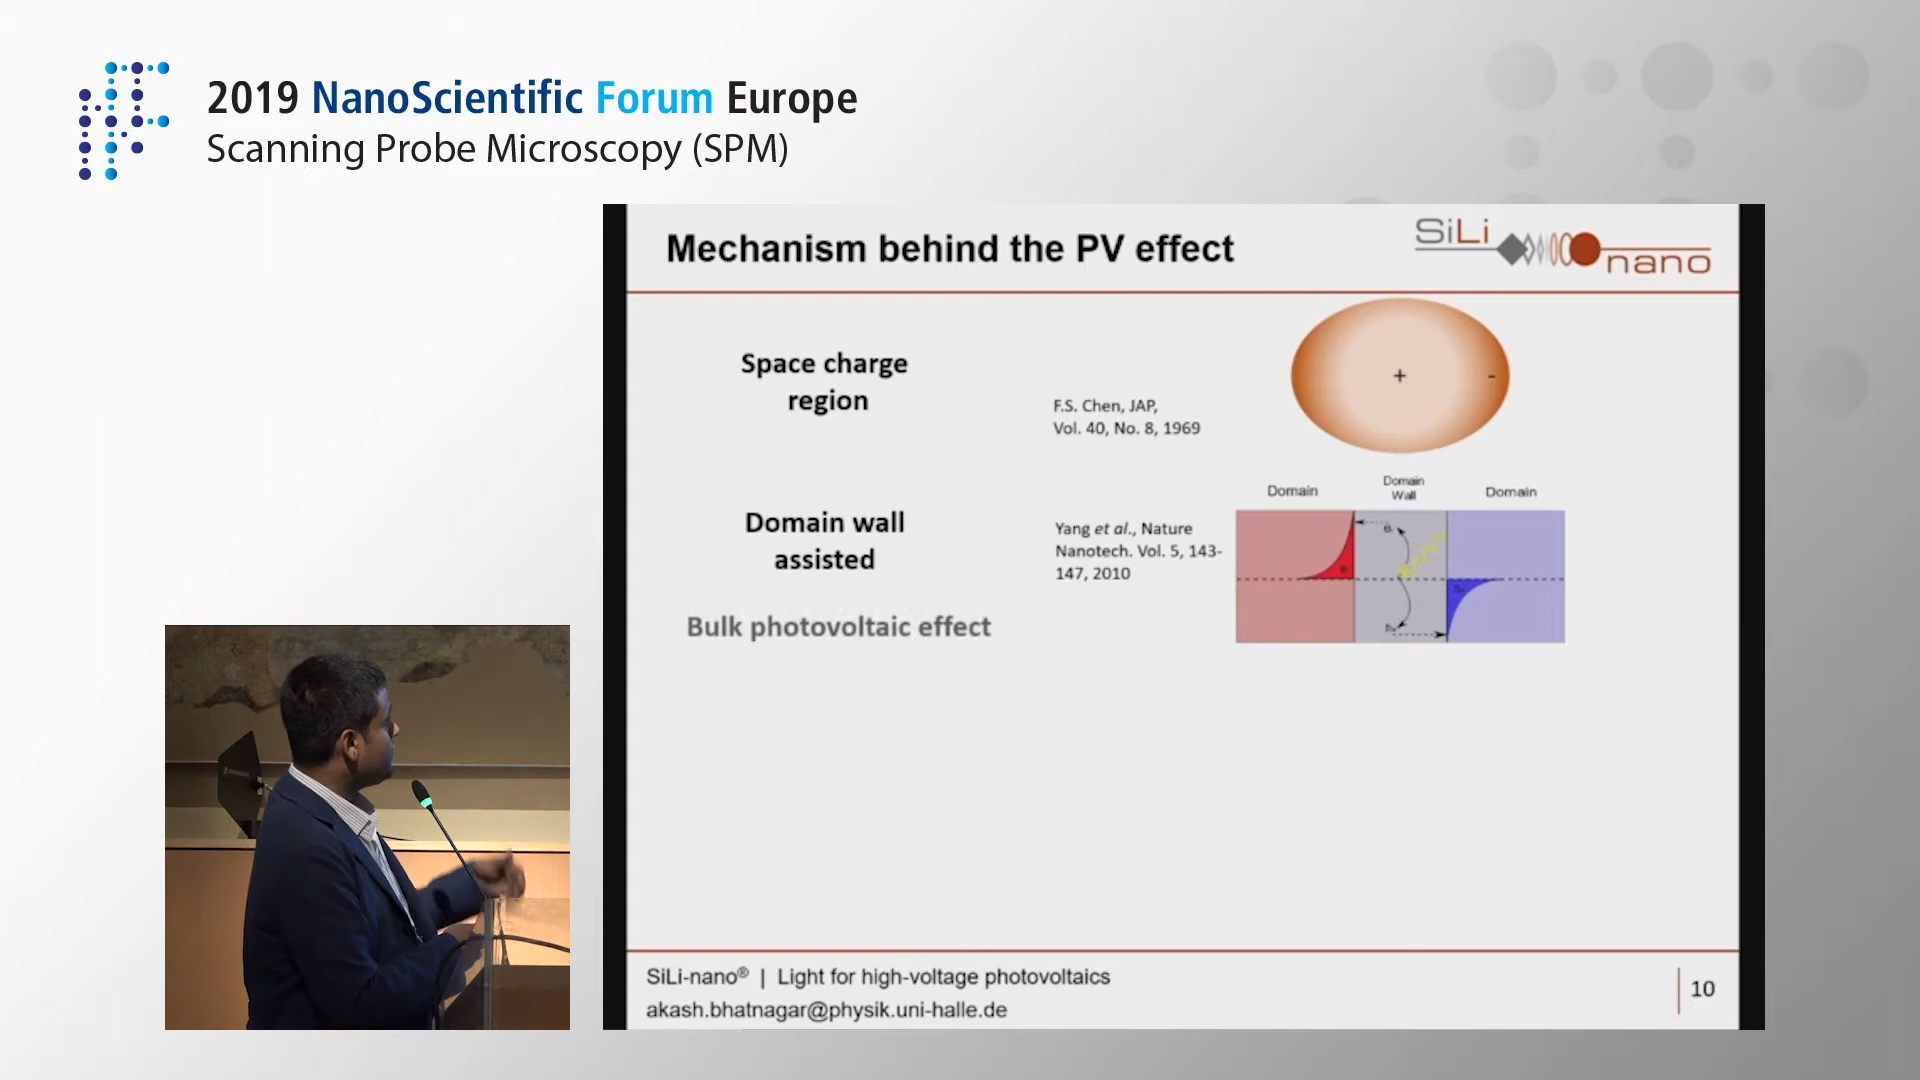 2019 NanoScientific Forum Europe
Scanning Probe Microscopy (SPM)
Mechanism behind the PV effect
SiLi
nano
Space charge
region
F.S. Chen, JAP,
Vol. 40, No. 8, 1969
+
-
Domain
Domain
Wall
Domain
Domain wall
assisted
Yang et al., Nature
Nanotech. Vol. 5, 143-
147, 2010
Bulk photovoltaic effect
SiLi-nano® | Light for high-voltage photovoltaics
akash.bhatnagar@physik.uni-halle.de
10